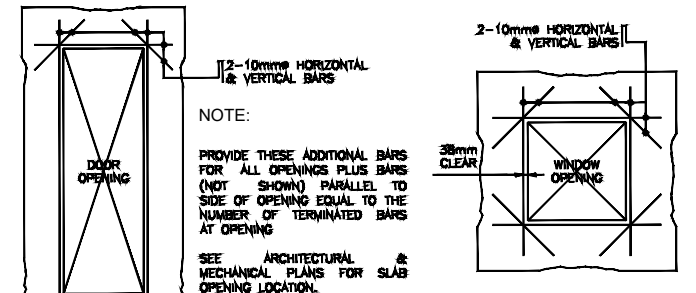 2-10mmø HORIZONTAL
& VERTICAL BARS
DOOR
OPENING
NOTE:
PROVIDE THESE ADDITIONAL BARS
FOR ALL OPENINGS PLUS BARS
(NOT SHOWN) PARALLEL TO
SIDE OF OPENING EQUAL TO THE
NUMBER OF TERMINATED BARS
AT OPENING
SEE ARCHITECTURAL &
MECHANICAL PLANS FOR SLAB
OPENING LOCATION.
2-10mmø HORIZONTAL
& VERTICAL BARS
38mm
CLEAR
WINDOW
OPENING